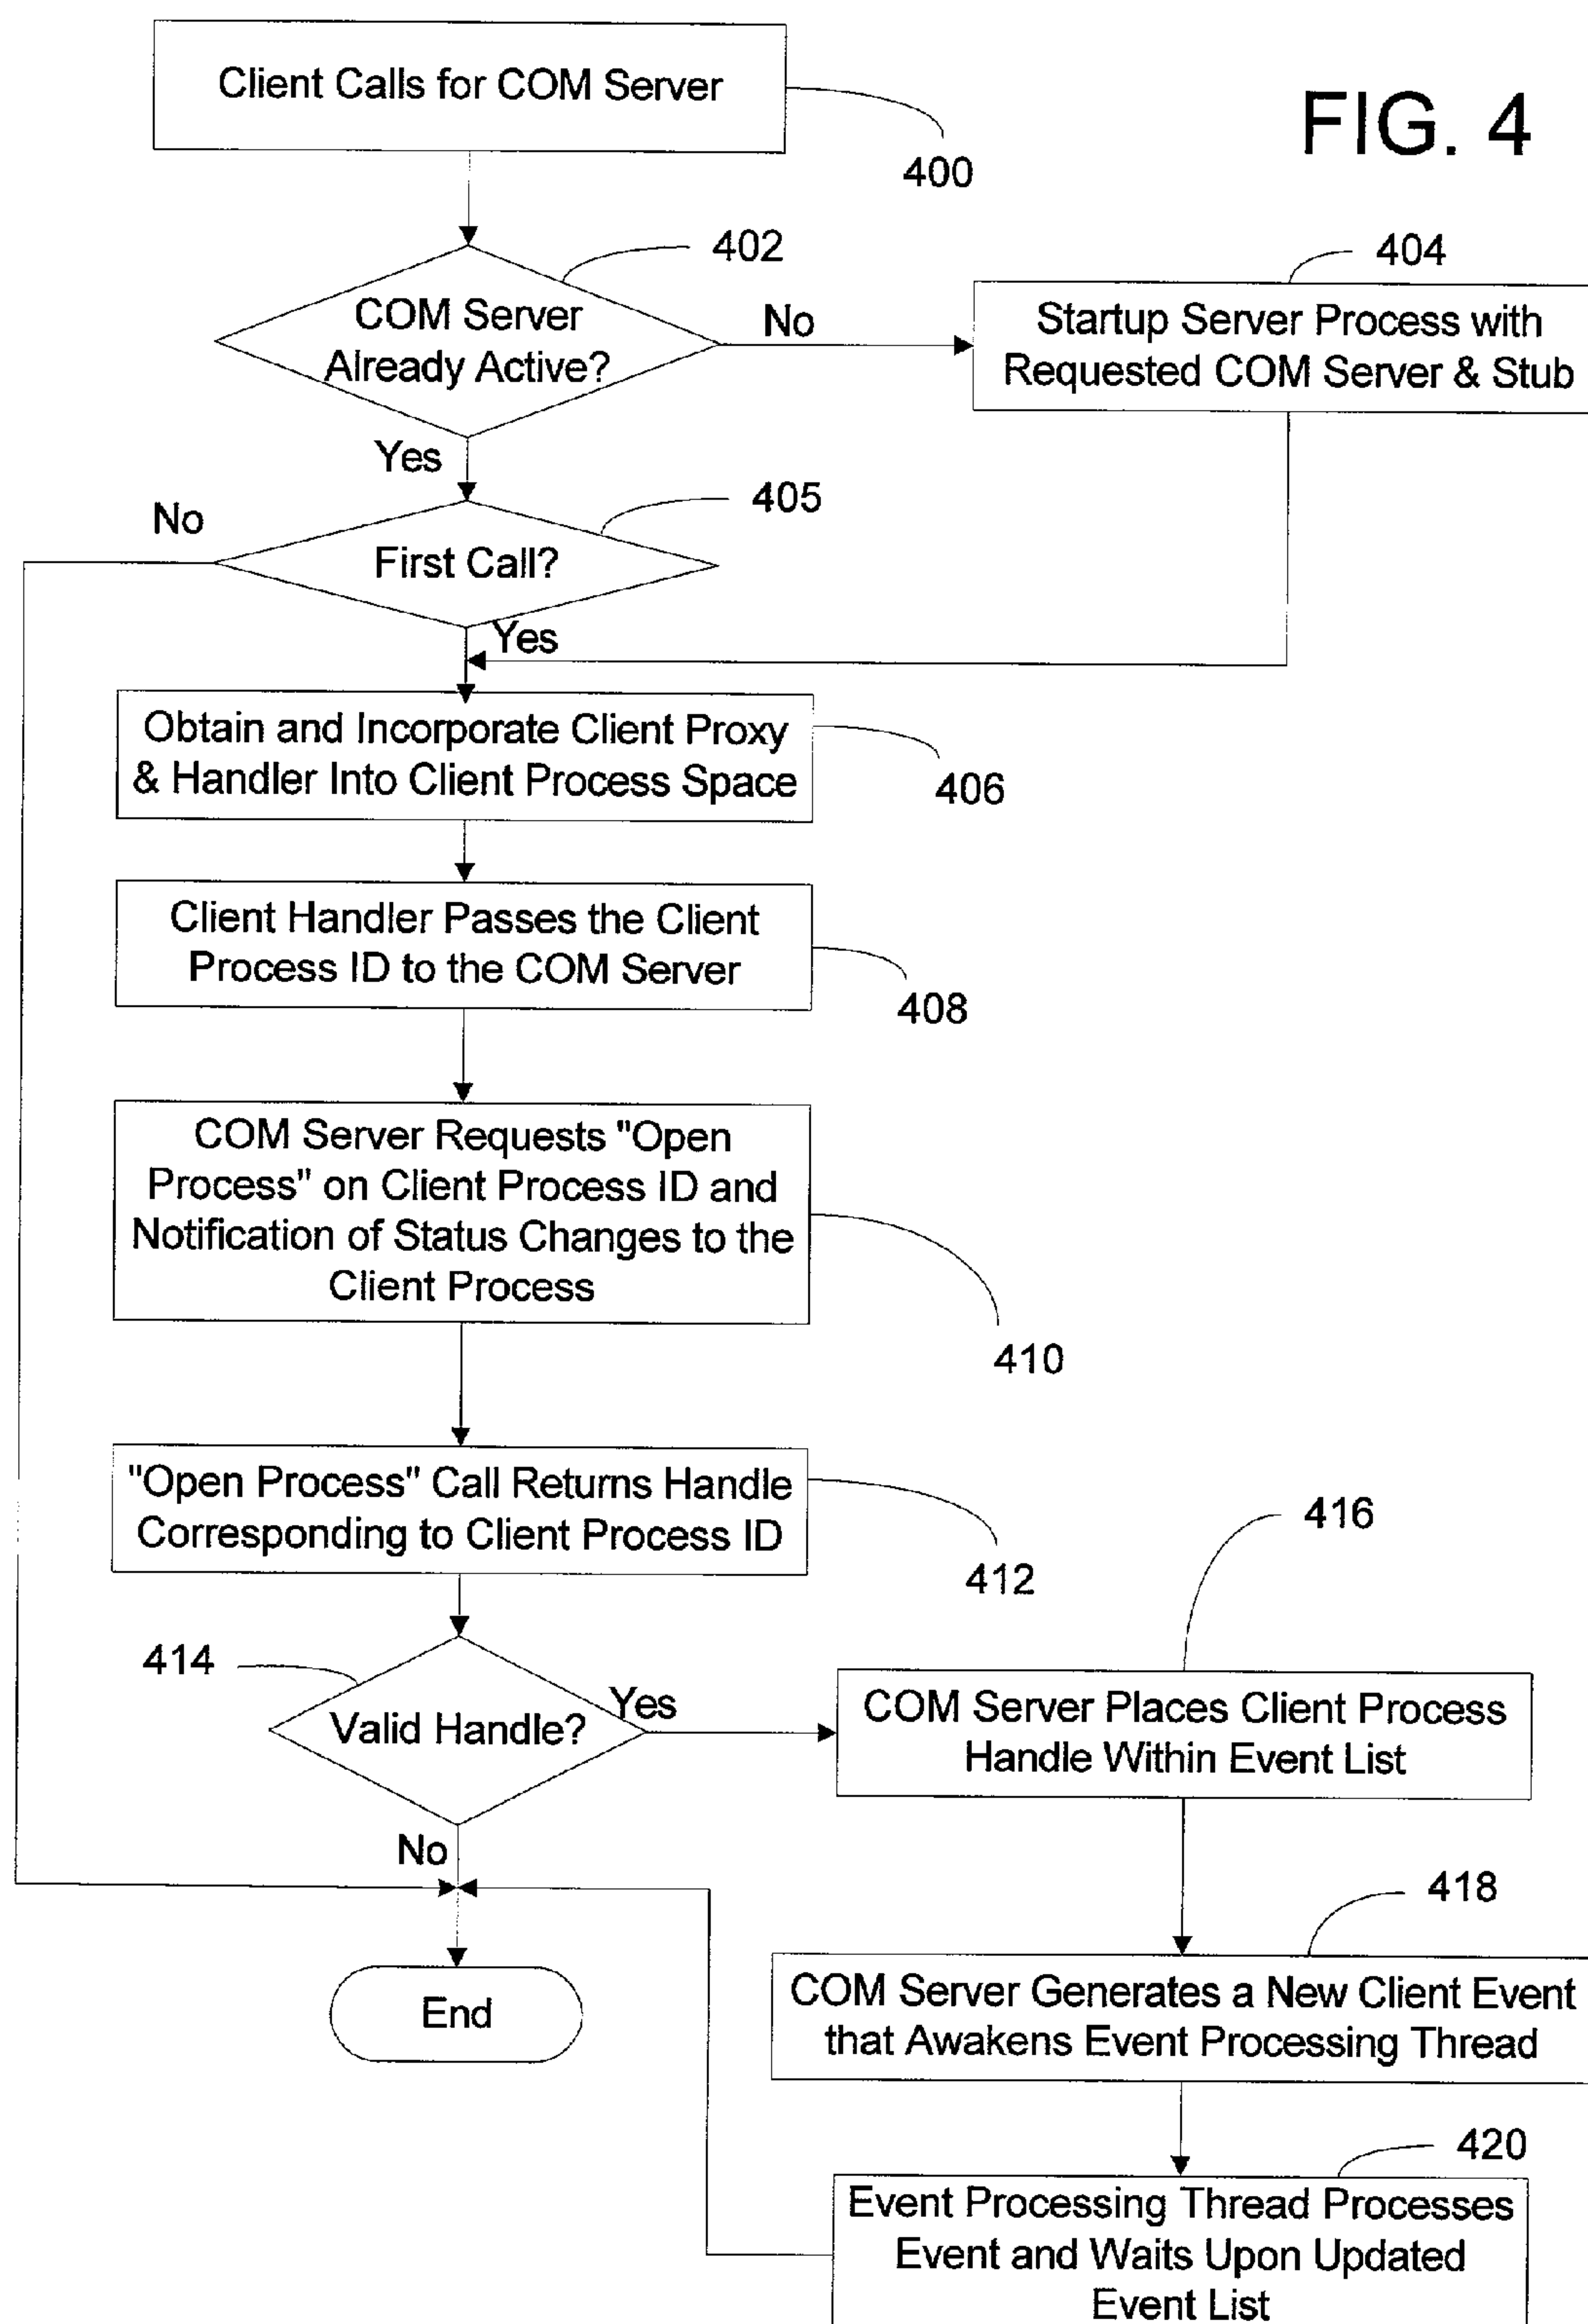 Client Calls for COM Server
FIG. 4
400
402
404
COM Server
Already Active?
No
Startup Server Process with
Requested COM Server & Stub
Yes
405
No
First Call?
Yes
Obtain and Incorporate Client Proxy
& Handler Into Client Process Space
406
Client Handler Passes the Client
Process ID to the COM Server
408
COM Server Requests "Open
Process" on Client Process ID and
Notification of Status Changes to the
Client Process
410
"Open Process" Call Returns Handle
Corresponding to Client Process ID
412
416
414
Valid Handle?
Yes
COM Server Places Client Process
Handle Within Event List
No
418
End
COM Server Generates a New Client Event
that Awakens Event Processing Thread
420
Event Processing Thread Processes
Event and Waits Upon Updated
Event List